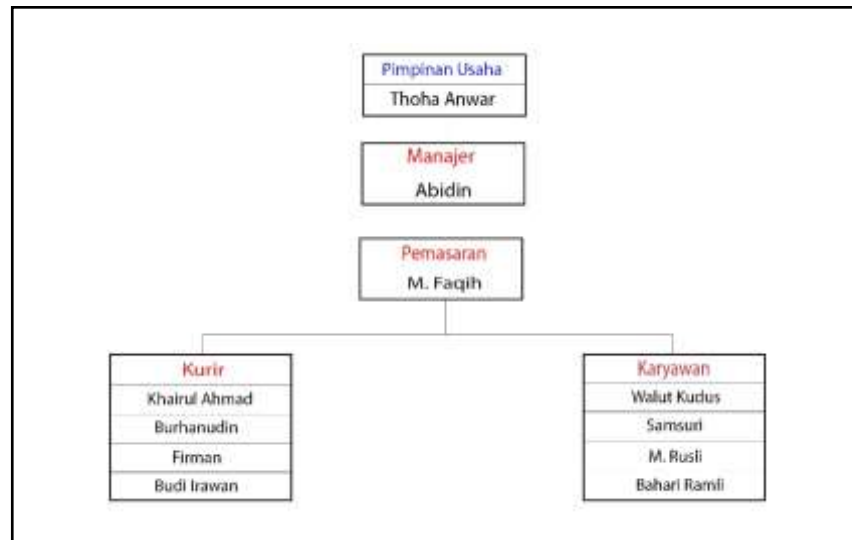 Pimpinan Usaha
Thoha Anwar
Manajer
Abidin
Pemasaran
M. Faqih
Kurir
Khairul Ahmad
Burhanudin
Firman
Budi Irawan
Karyawan
Walut Kudus
Samsuri
M. Rusli
Bahari Ramli